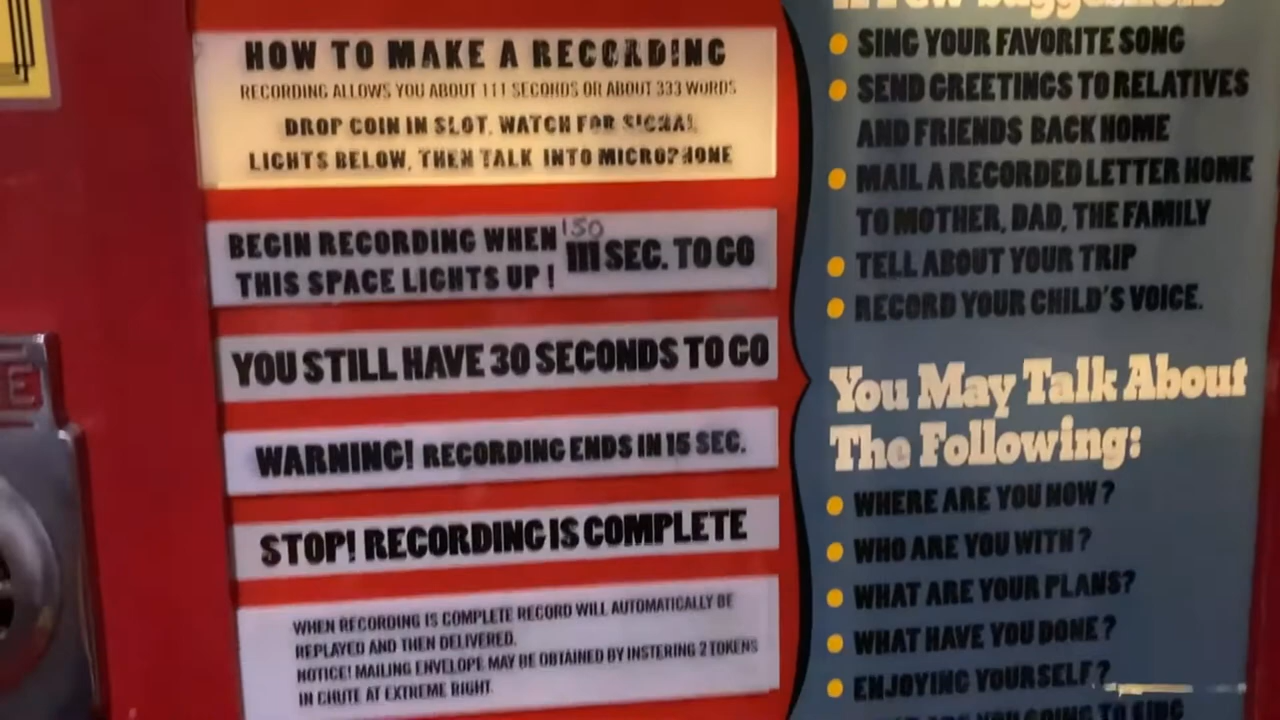 HOW TO MAKE A RECORDING
RECORDING ALLOWS YOU ABOUT 111 SECONDS OR ABOUT 333 WORDS
DROP COIN IN SLOT, WATCH FOR SIGNAL
LIGHTS BELOW, THEN TALK INTO MICROPHONE
BEGIN RECORDING WHEN 150
111 SEC. TO GO
THIS SPACE LIGHTS UP!
YOU STILL HAVE 30 SECONDS TO GO
WARNING! RECORDING ENDS IN 15 SEC.
STOP! RECORDING IS COMPLETE
WHEN RECORDING IS COMPLETE RECORD WILL AUTOMATICALLY BE
REPLAYED AND THEN DELIVERED.
NOTICE! MAILING ENVELOPE MAY BE OBTAINED BY INSTERING 2 TOKENS
IN CHUTE AT EXTREME RIGHT.
A Few Suggestions
SING YOUR FAVORITE SONG
SEND GREETINGS TO RELATIVES
AND FRIENDS BACK HOME
MAIL A RECORDED LETTER HOME
TO MOTHER, DAD, THE FAMILY
TELL ABOUT YOUR TRIP
RECORD YOUR CHILD'S VOICE.
You May Talk About
The Following:
WHERE ARE YOU NOW?
WHO ARE YOU WITH?
WHAT ARE YOUR PLANS?
WHAT HAVE YOU DONE?
ENJOYING YOURSELF?
ARE YOU GOING TO SING